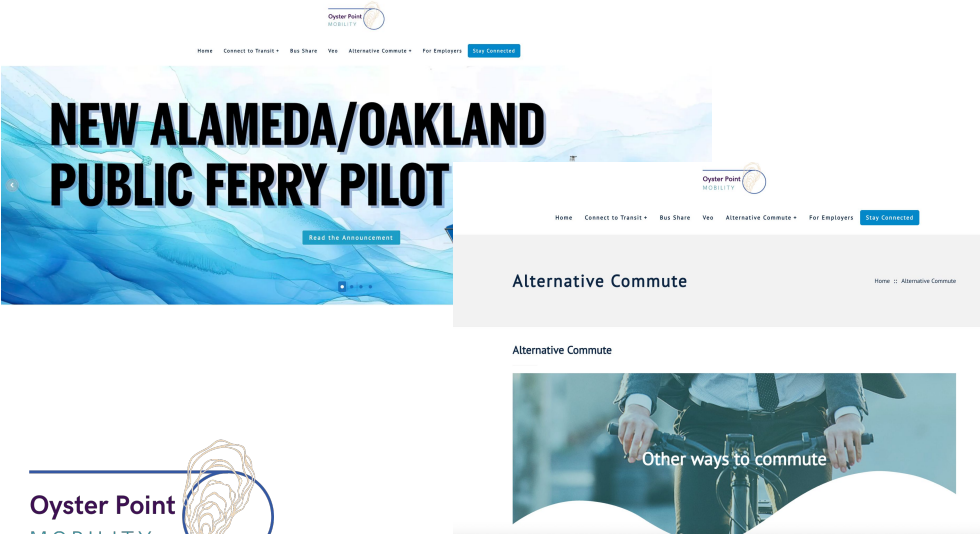 Oyster Point
MOBILITY
Home Connect to Transit Bus Share Veo Alternative Commute For Employers Stay Connected
NEW ALAMEDA/OAKLAND
PUBLIC FERRY PILOT
Read the Announcement
Oyster Point
MOBILITY
Oyster Point
MOBILITY
Home Connect to Transit Bus Share Veo Alternative Commute For Employers Stay Connected
Alternative Commute
Home :: Alternative Commute
Alternative Commute
Other ways to commute